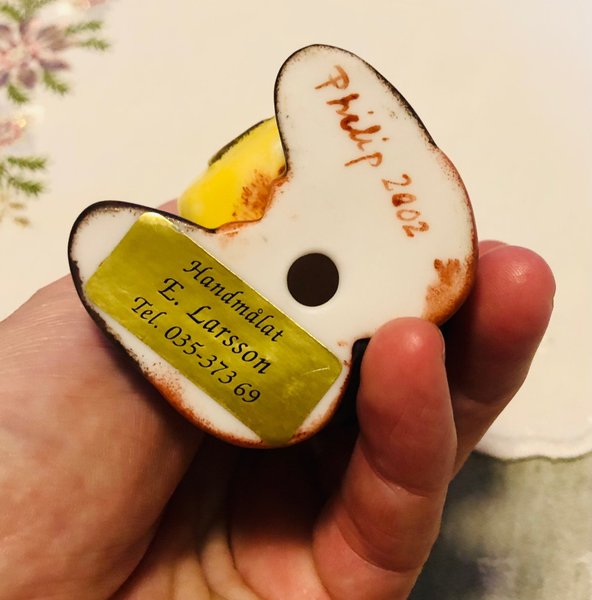 Philip 2002
Handmålat
E. Larsson
Tel. 035-373 69